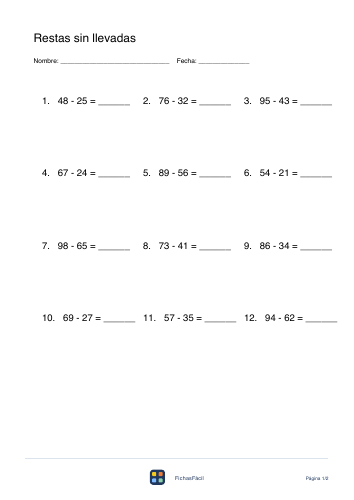 Restas sin llevadas
Nombre: ______________________________ Fecha: ______________
1. 48 - 25 = ______ 2. 76 - 32 = ______ 3. 95 - 43 = ______
4. 67 - 24 = ______ 5. 89 - 56 = ______ 6. 54 - 21 = ______
7. 98 - 65 = ______ 8. 73 - 41 = ______ 9. 86 - 34 = ______
10. 69 - 27 = ______ 11. 57 - 35 = ______ 12. 94 - 62 = ______
FichasFácil Página 1/2